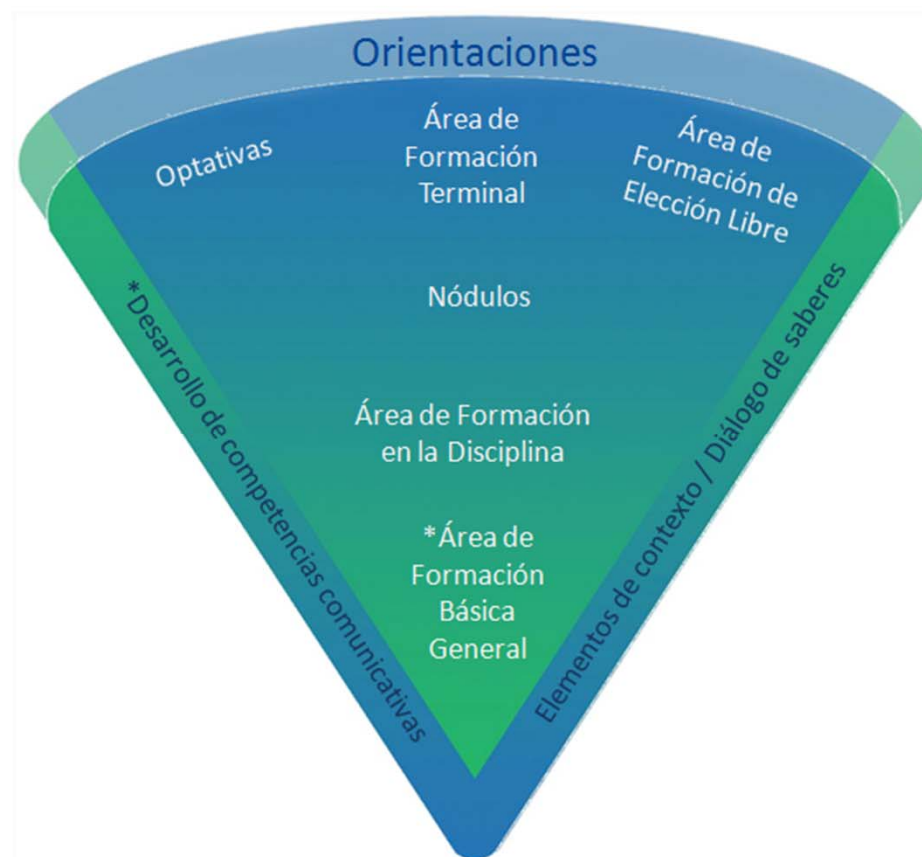 Orientaciones
Optativas
Área de
Formación
Terminal
Área de
Formación de
Elección Libre
Nódulos
Área de Formación
en la Disciplina
*Área de
Formación
Básica
General
*Desarrollo de competencias comunicativas
Elementos de contexto / Diálogo de saberes